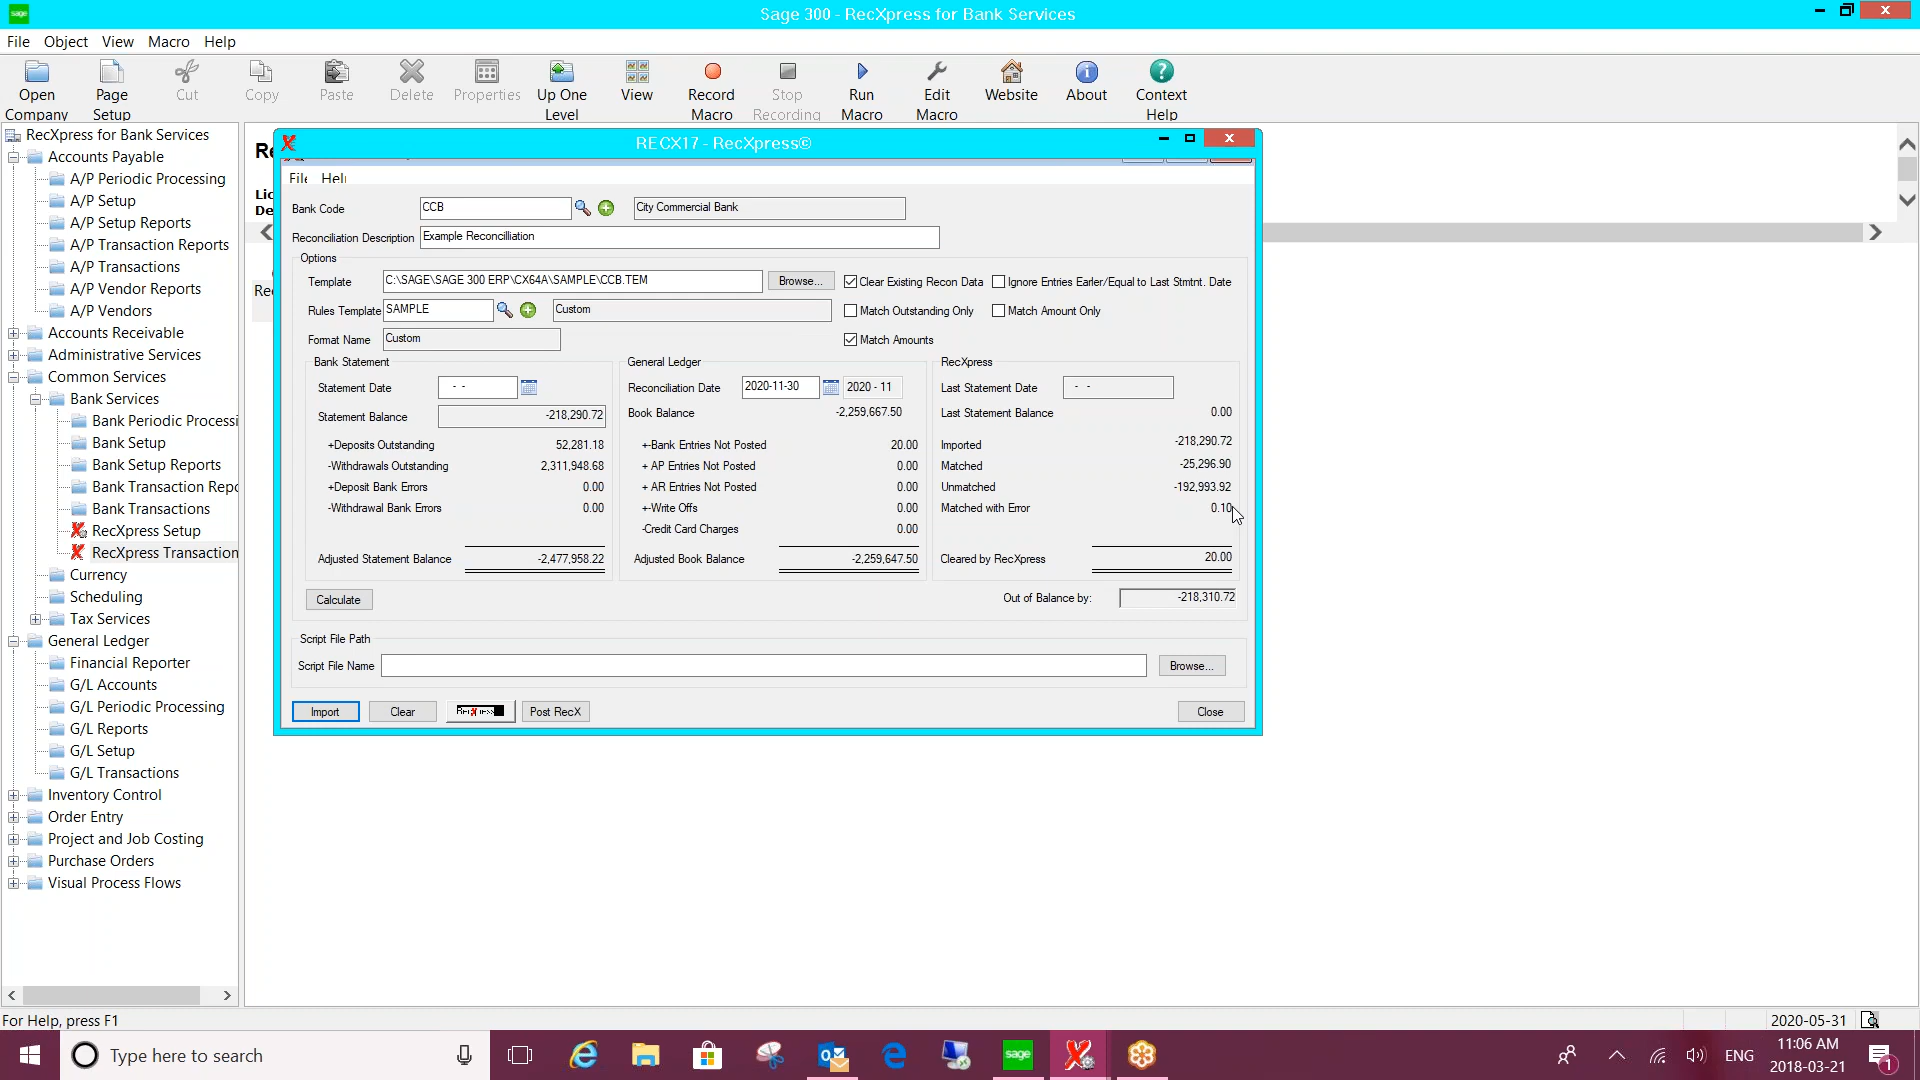 sage
Sage 300 - RecXpress for Bank Services
File Object View Macro Help
Open Company
Page Setup
Cut
Copy
Paste
Delete
Properties
Up One Level
View
Record Macro
Stop Recording
Run Macro
Edit Macro
Website
About
Context Help
RecXpress for Bank Services
Accounts Payable
A/P Periodic Processing
A/P Setup
A/P Setup Reports
A/P Transaction Reports
A/P Transactions
A/P Vendor Reports
A/P Vendors
Accounts Receivable
Administrative Services
Common Services
Bank Services
Bank Periodic Processi
Bank Setup
Bank Setup Reports
Bank Transaction Repo
Bank Transactions
RecXpress Setup
RecXpress Transaction
Currency
Scheduling
Tax Services
General Ledger
Financial Reporter
G/L Accounts
G/L Periodic Processing
G/L Reports
G/L Setup
G/L Transactions
Inventory Control
Order Entry
Project and Job Costing
Purchase Orders
Visual Process Flows
Re
Lic
De
Rec
RECX17 - RecXpress©
File Help
Bank Code CCB City Commercial Bank
Reconciliation Description Example Reconcilliation
Options
Template C:\SAGE\SAGE 300 ERP\CX64A\SAMPLE\CCB.TEM Browse... Clear Existing Recon Data Ignore Entries Earler/Equal to Last Stmtnt. Date
Rules Template SAMPLE Custom Match Outstanding Only Match Amount Only
Format Name Custom Match Amounts
Bank Statement
Statement Date - -
Statement Balance -218,290.72
+Deposits Outstanding 52,281.18
-Withdrawals Outstanding 2,311,948.68
+Deposit Bank Errors 0.00
-Withdrawal Bank Errors 0.00
Adjusted Statement Balance -2,477,958.22
General Ledger
Reconciliation Date 2020-11-30 2020 - 11
Book Balance -2,259,667.50
+-Bank Entries Not Posted 20.00
+ AP Entries Not Posted 0.00
+ AR Entries Not Posted 0.00
+-Write Offs 0.00
-Credit Card Charges 0.00
Adjusted Book Balance -2,259,647.50
RecXpress
Last Statement Date - -
Last Statement Balance 0.00
Imported -218,290.72
Matched -25,296.90
Unmatched -192,993.92
Matched with Error 0.10
Cleared by RecXpress 20.00
Calculate
Out of Balance by: -218,310.72
Script File Path
Script File Name Browse...
Import Clear RecXpress Post RecX Close
For Help, press F1
2020-05-31
Type here to search
sage
ENG
11:06 AM
2018-03-21
1